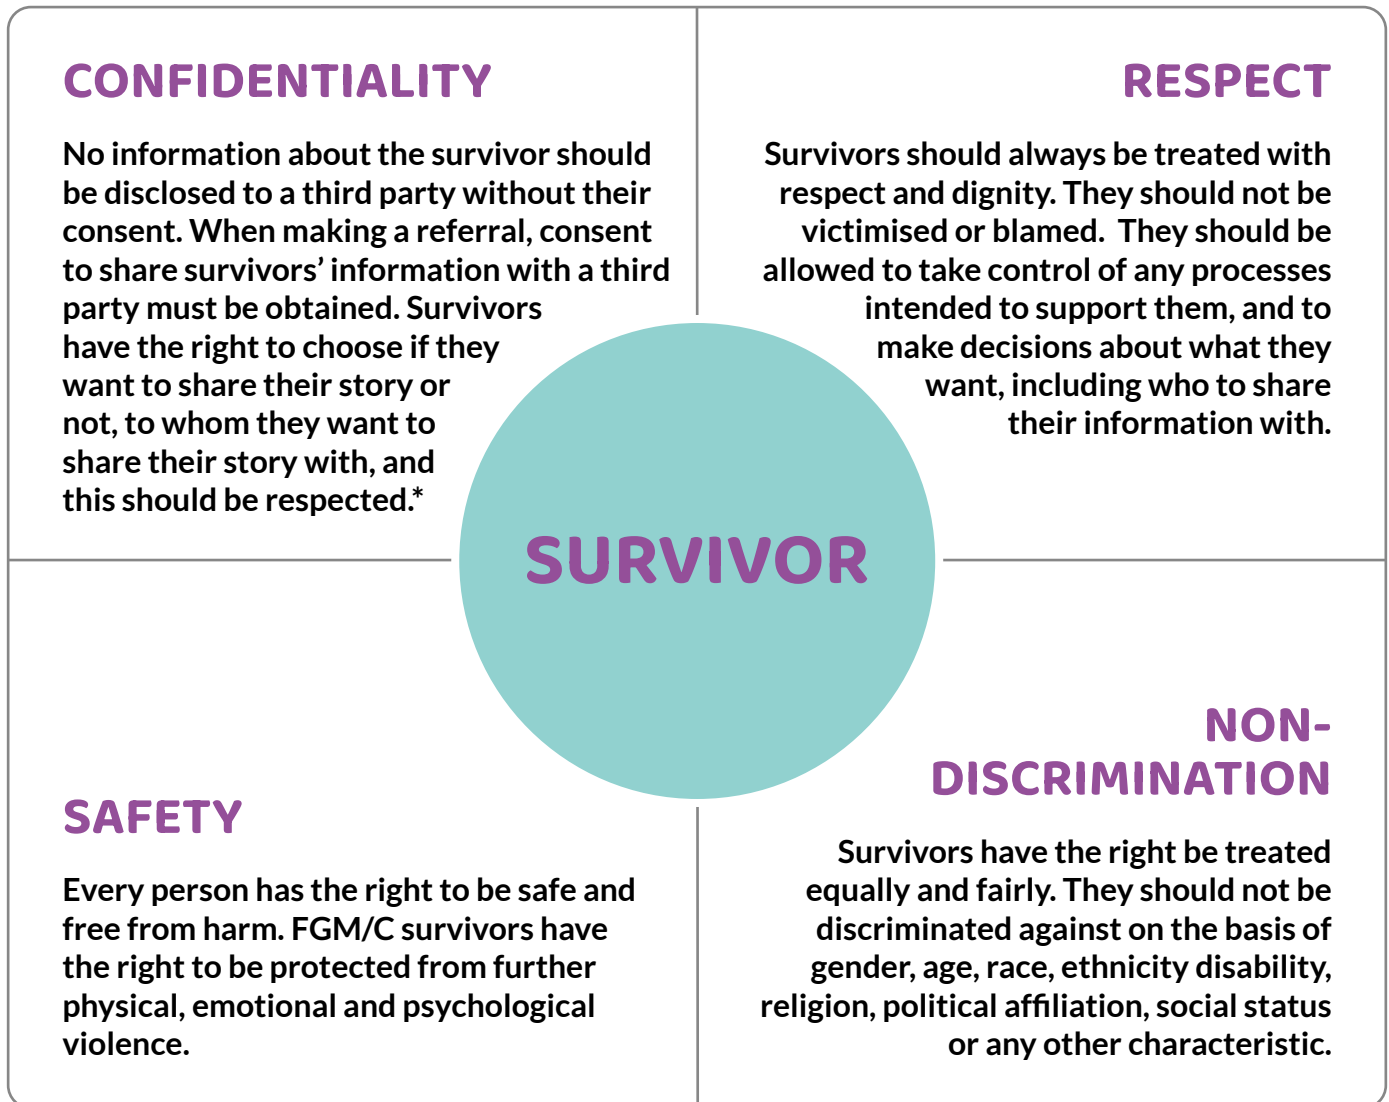 CONFIDENTIALITY
No information about the survivor should
be disclosed to a third party without their
consent. When making a referral, consent
to share survivors’ information with a third
party must be obtained. Survivors
have the right to choose if they
want to share their story or
not, to whom they want to
share their story with, and
this should be respected.*
RESPECT
Survivors should always be treated with
respect and dignity. They should not be
victimised or blamed.  They should be
allowed to take control of any processes
intended to support them, and to
make decisions about what they
want, including who to share
their information with.
SURVIVOR
SAFETY
Every person has the right to be safe and
free from harm. FGM/C survivors have
the right to be protected from further
physical, emotional and psychological
violence.
NON-
DISCRIMINATION
Survivors have the right be treated
equally and fairly. They should not be
discriminated against on the basis of
gender, age, race, ethnicity disability,
religion, political affiliation, social status
or any other characteristic.